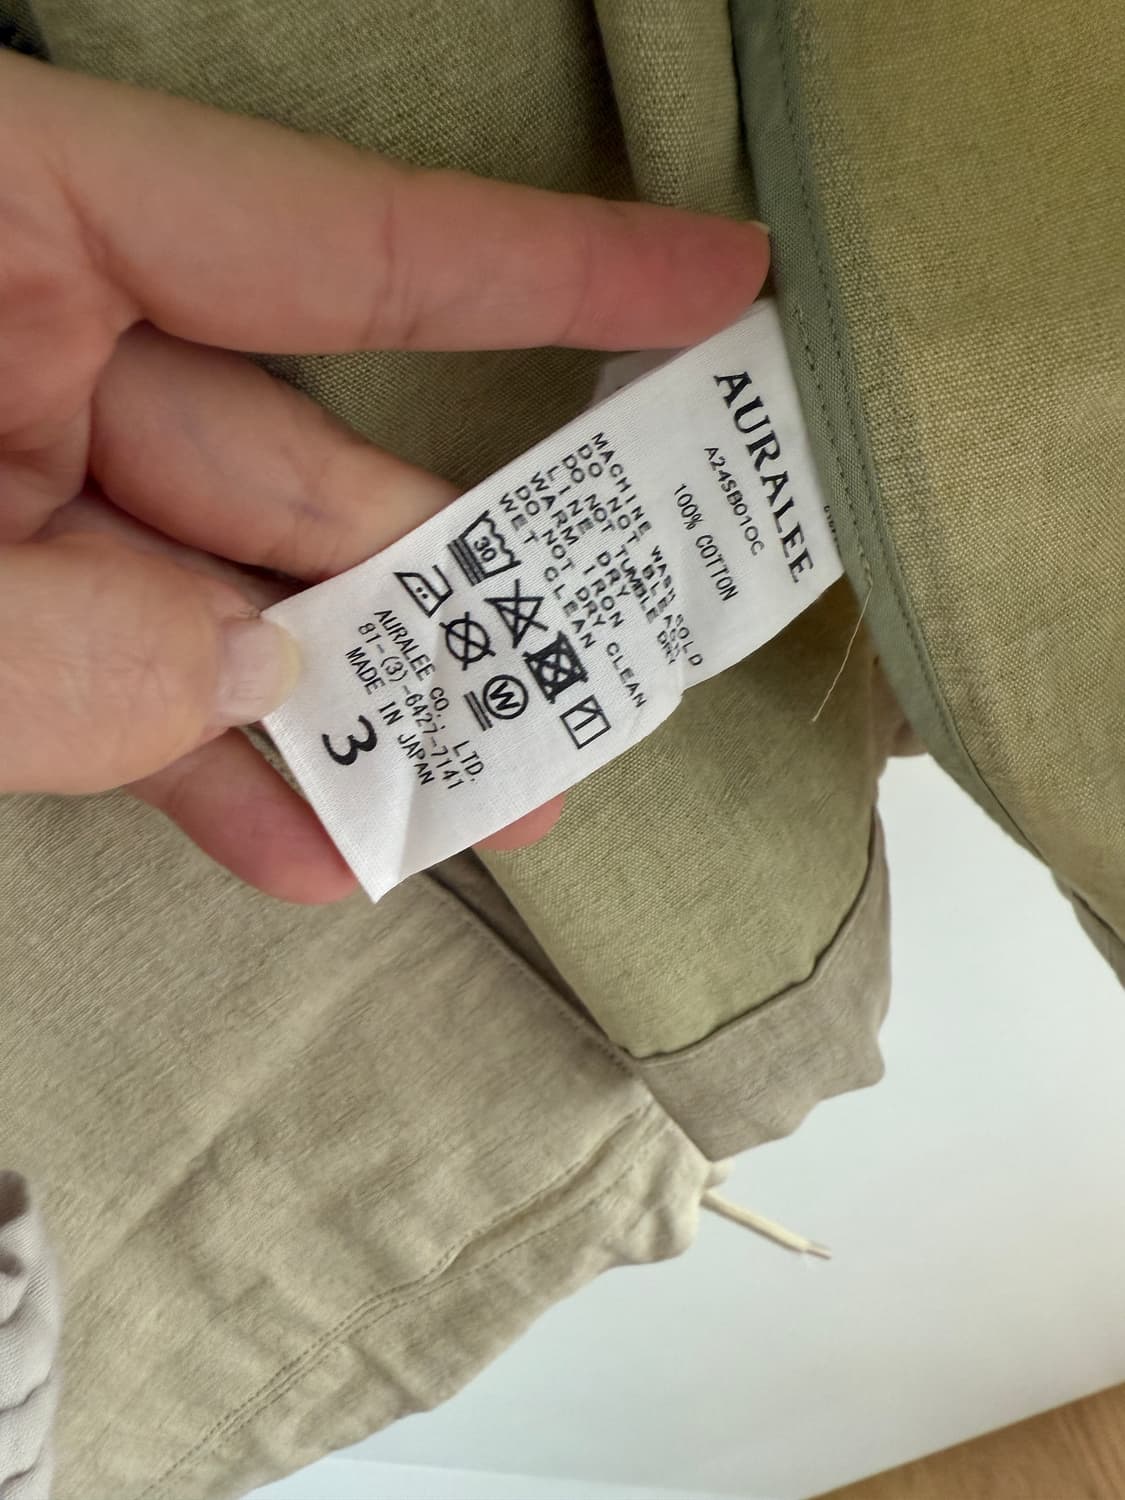 AURALEE
A24SB01OC
100% COTTON
MACHINE WASH COLD
DO NOT BLEACH
DO NOT TUMBLE DRY
LINE DRY
WARM IRON
DO NOT DRY CLEAN
WET CLEAN
30
W
AURALEE CO., LTD.
81-(3)-6427-7141
MADE IN JAPAN
3